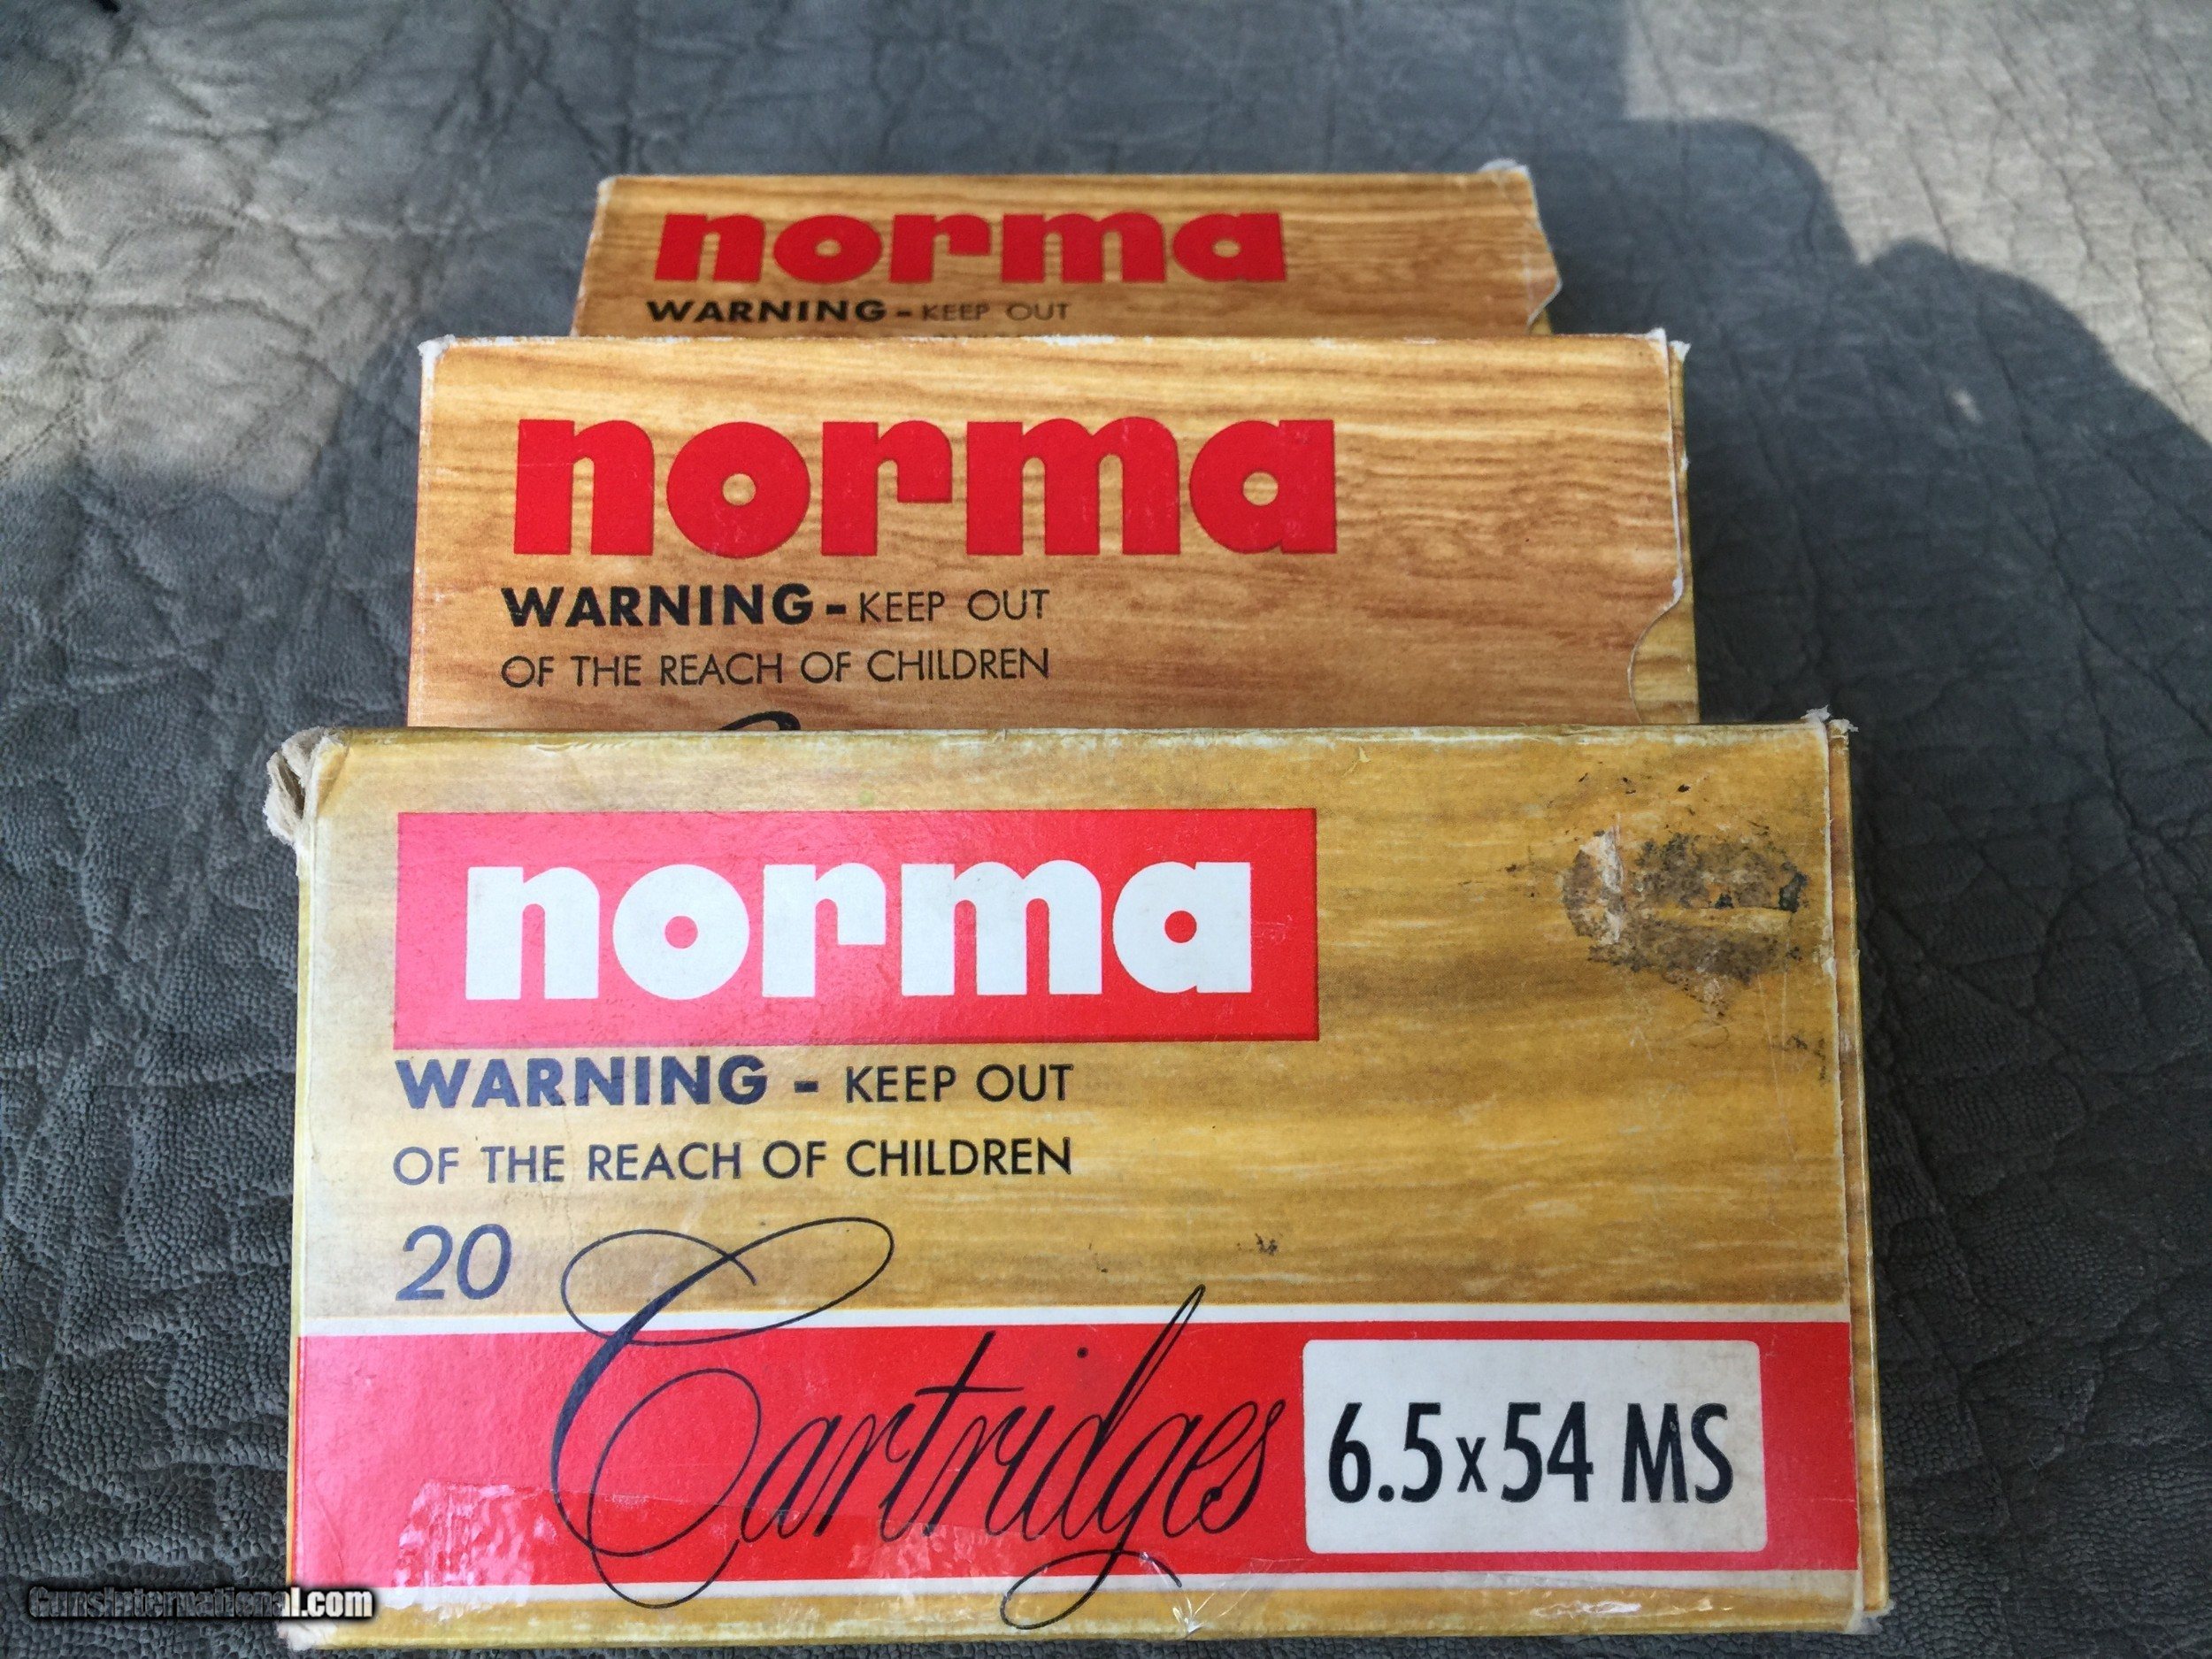 norma
WARNING - KEEP OUT
norma
WARNING - KEEP OUT
OF THE REACH OF CHILDREN
norma
WARNING - KEEP OUT
OF THE REACH OF CHILDREN
20 Cartridges
6.5x54 MS
GunsInternational.com